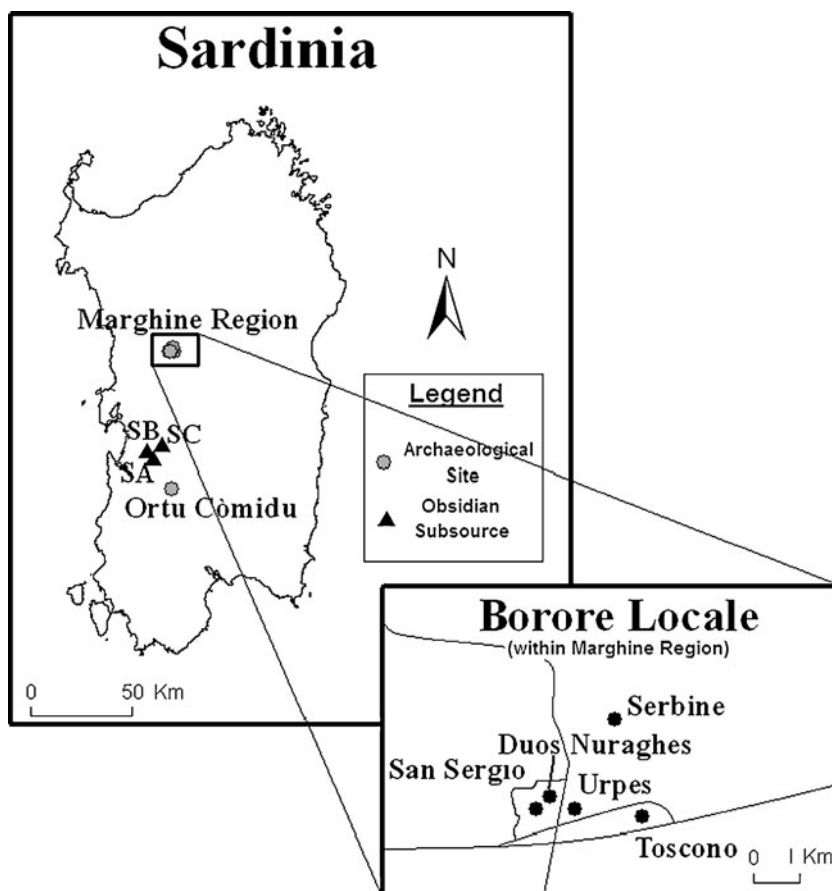 Sardinia
N
Marghine Region
Legend
Archaeological
Site
Obsidian
Subsource
SB SC
SA
Ortu Còmidu
0 50 Km
Borore Locale
(within Marghine Region)
Serbine
Duos Nuraghes
San Sergio
Urpes
Toscono
0 1 Km